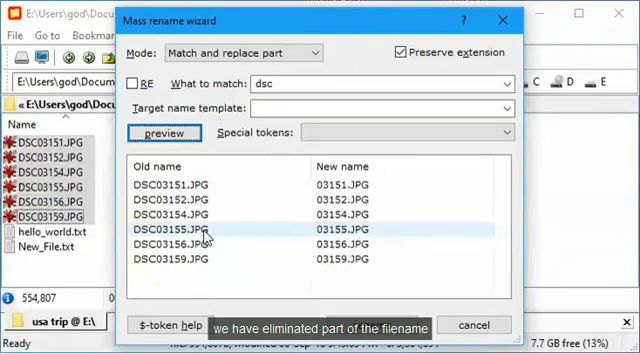 E:\Users\god\Docu
Mass rename wizard ?
File Go to Book
Mode: Match and replace part Preserve extension
E:\Users\god\Docum
RE What to match: dsc
C D E
« E:\Users\god\Docu
Target name template:
Name
preview Special tokens:
DSC03151.JPG
DSC03152.JPG
DSC03154.JPG
DSC03155.JPG
DSC03156.JPG
DSC03159.JPG
hello_world.txt
New_File.txt
Old name New name
DSC03151.JPG 03151.JPG
DSC03152.JPG 03152.JPG
DSC03154.JPG 03154.JPG
DSC03155.JPG 03155.JPG
DSC03156.JPG 03156.JPG
DSC03159.JPG 03159.JPG
554,807
usa trip @ E:\
$-token help cancel
we have eliminated part of the filename
Ready
7.7 GB free (13%)